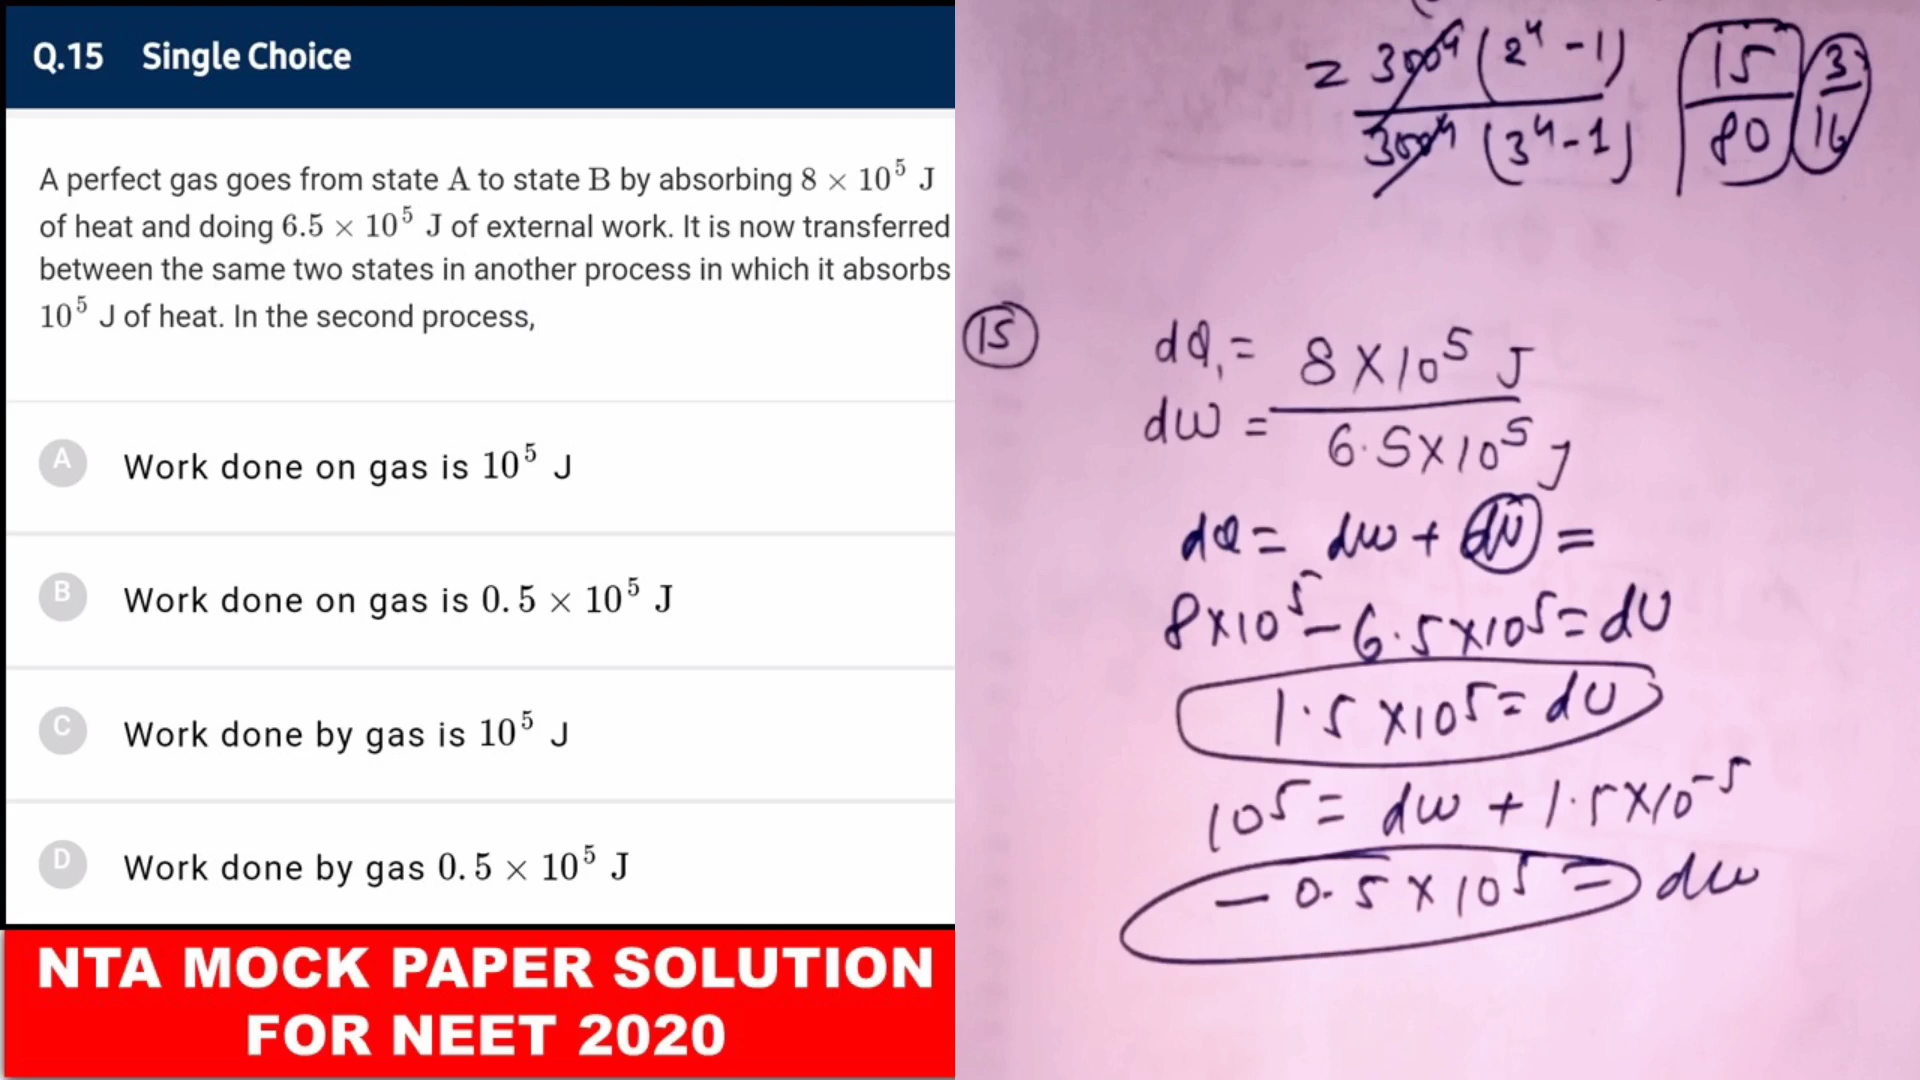 Q.15 Single Choice
A perfect gas goes from state A to state B by absorbing 8 × 10⁵ J
of heat and doing 6.5 × 10⁵ J of external work. It is now transferred
between the same two states in another process in which it absorbs
10⁵ J of heat. In the second process,
A Work done on gas is 10⁵ J
B Work done on gas is 0.5 × 10⁵ J
C Work done by gas is 10⁵ J
D Work done by gas 0.5 × 10⁵ J
NTA MOCK PAPER SOLUTION
FOR NEET 2020
= 300⁴ (2⁴ - 1) 15 3
300⁴ (3⁴ - 1) 80 16
15 dQ₁ = 8 × 10⁵ J
dw = 6.5 × 10⁵ J
dQ = dw + dU =
8×10⁵ - 6.5×10⁵ = dU
1.5 ×10⁵ = dU
10⁵ = dw + 1.5×10⁻⁵
- 0.5 × 10⁵ = dw